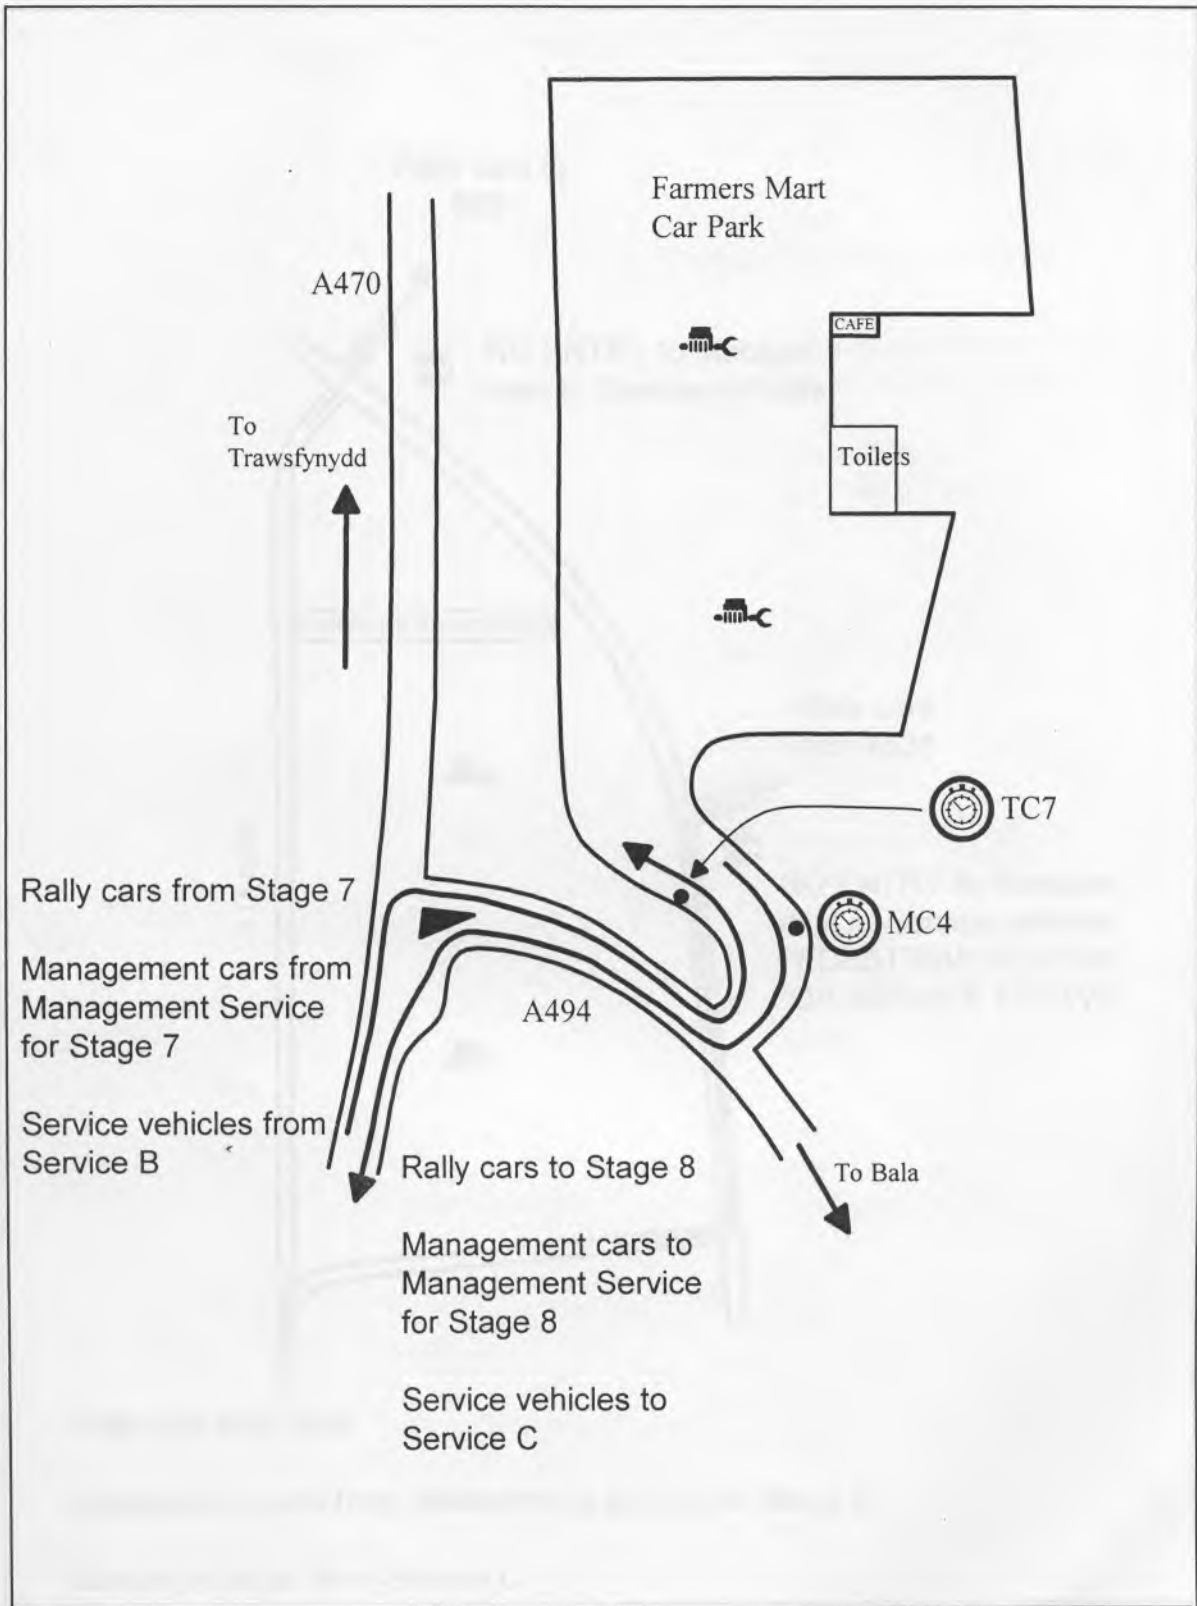 Farmers Mart
Car Park
A470
CAFE
To
Trawsfynydd
Toilets
TC7
Rally cars from Stage 7
MC4
Management cars from
Management Service
for Stage 7
A494
Service vehicles from
Service B
Rally cars to Stage 8
To Bala
Management cars to
Management Service
for Stage 8
Service vehicles to
Service C